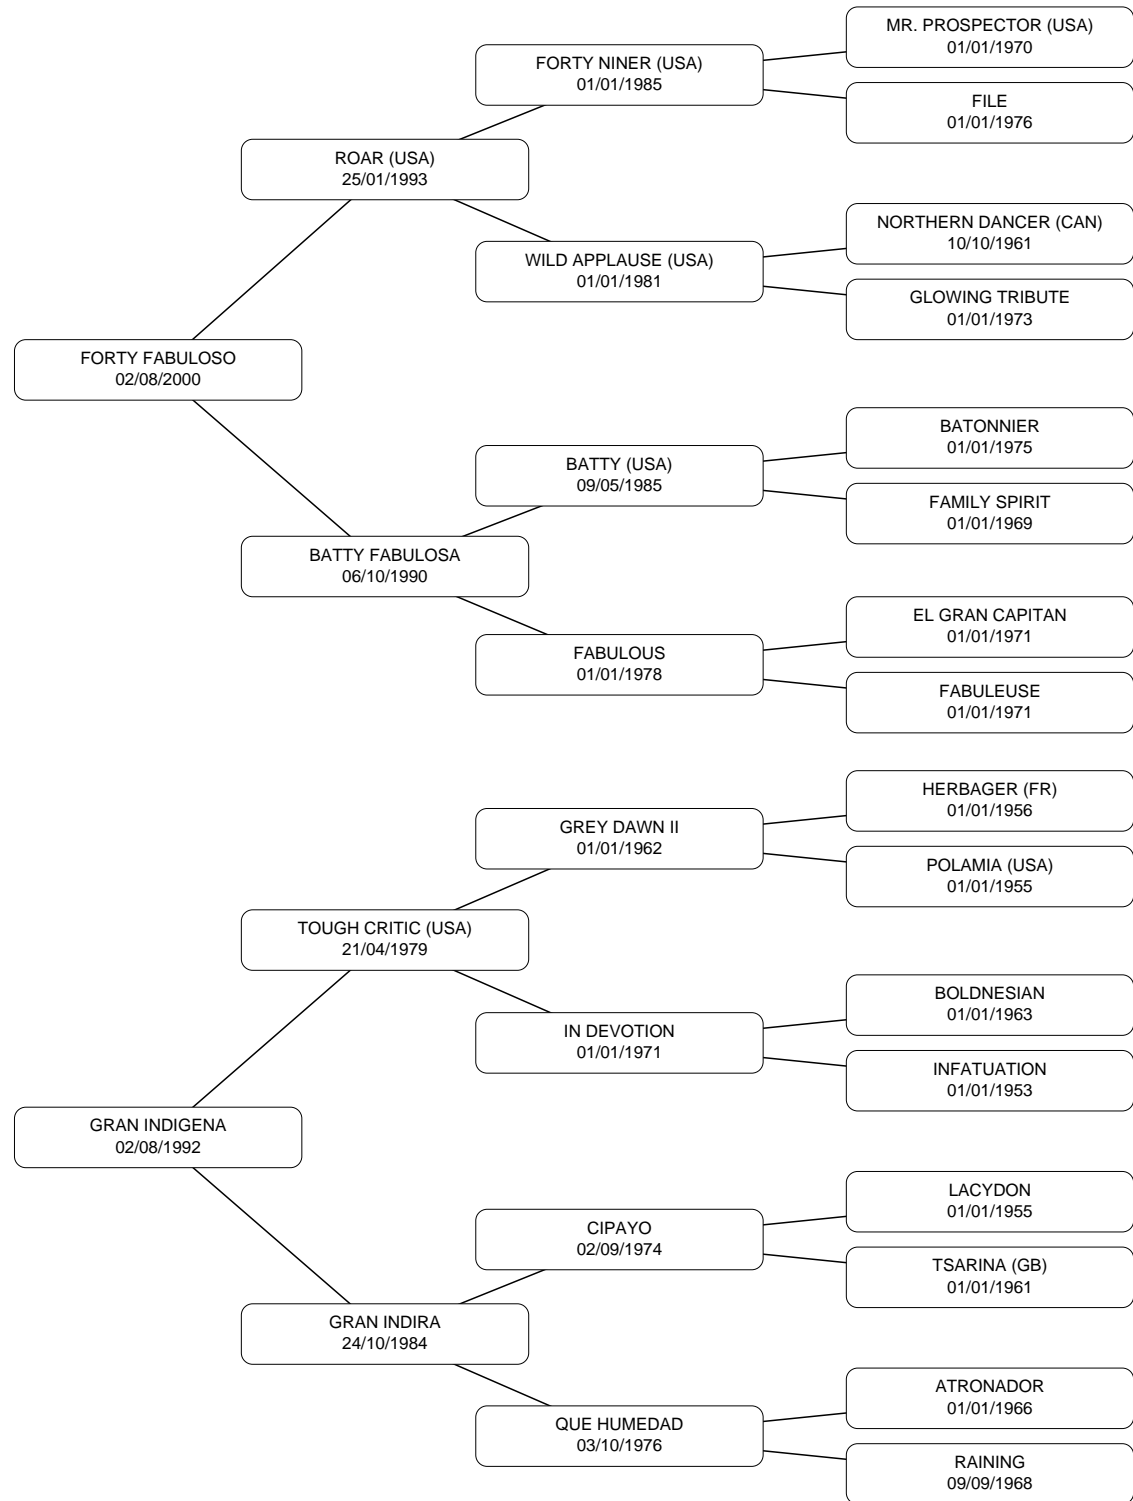 MR. PROSPECTOR (USA)
01/01/1970
FORTY NINER (USA)
01/01/1985
FILE
01/01/1976
ROAR (USA)
25/01/1993
NORTHERN DANCER (CAN)
10/10/1961
WILD APPLAUSE (USA)
01/01/1981
GLOWING TRIBUTE
01/01/1973
FORTY FABULOSO
02/08/2000
BATONNIER
01/01/1975
BATTY (USA)
09/05/1985
FAMILY SPIRIT
01/01/1969
BATTY FABULOSA
06/10/1990
EL GRAN CAPITAN
01/01/1971
FABULOUS
01/01/1978
FABULEUSE
01/01/1971
HERBAGER (FR)
01/01/1956
GREY DAWN II
01/01/1962
POLAMIA (USA)
01/01/1955
TOUGH CRITIC (USA)
21/04/1979
BOLDNESIAN
01/01/1963
IN DEVOTION
01/01/1971
INFATUATION
01/01/1953
GRAN INDIGENA
02/08/1992
LACYDON
01/01/1955
CIPAYO
02/09/1974
TSARINA (GB)
01/01/1961
GRAN INDIRA
24/10/1984
ATRONADOR
01/01/1966
QUE HUMEDAD
03/10/1976
RAINING
09/09/1968